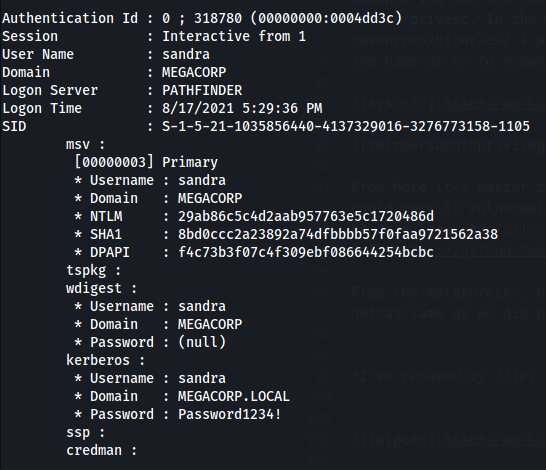 Authentication Id : 0 ; 318780 (00000000:0004dd3c)
Session           : Interactive from 1
User Name         : sandra
Domain            : MEGACORP
Logon Server      : PATHFINDER
Logon Time        : 8/17/2021 5:29:36 PM
SID               : S-1-5-21-1035856440-4137329016-3276773158-1105
        msv :
         [00000003] Primary
         * Username : sandra
         * Domain   : MEGACORP
         * NTLM     : 29ab86c5c4d2aab957763e5c1720486d
         * SHA1     : 8bd0ccc2a23892a74dfbbbb57f0faa9721562a38
         * DPAPI    : f4c73b3f07c4f309ebf086644254bcbc
        tspkg :
        wdigest :
         * Username : sandra
         * Domain   : MEGACORP
         * Password : (null)
        kerberos :
         * Username : sandra
         * Domain   : MEGACORP.LOCAL
         * Password : Password1234!
        ssp :
        credman :